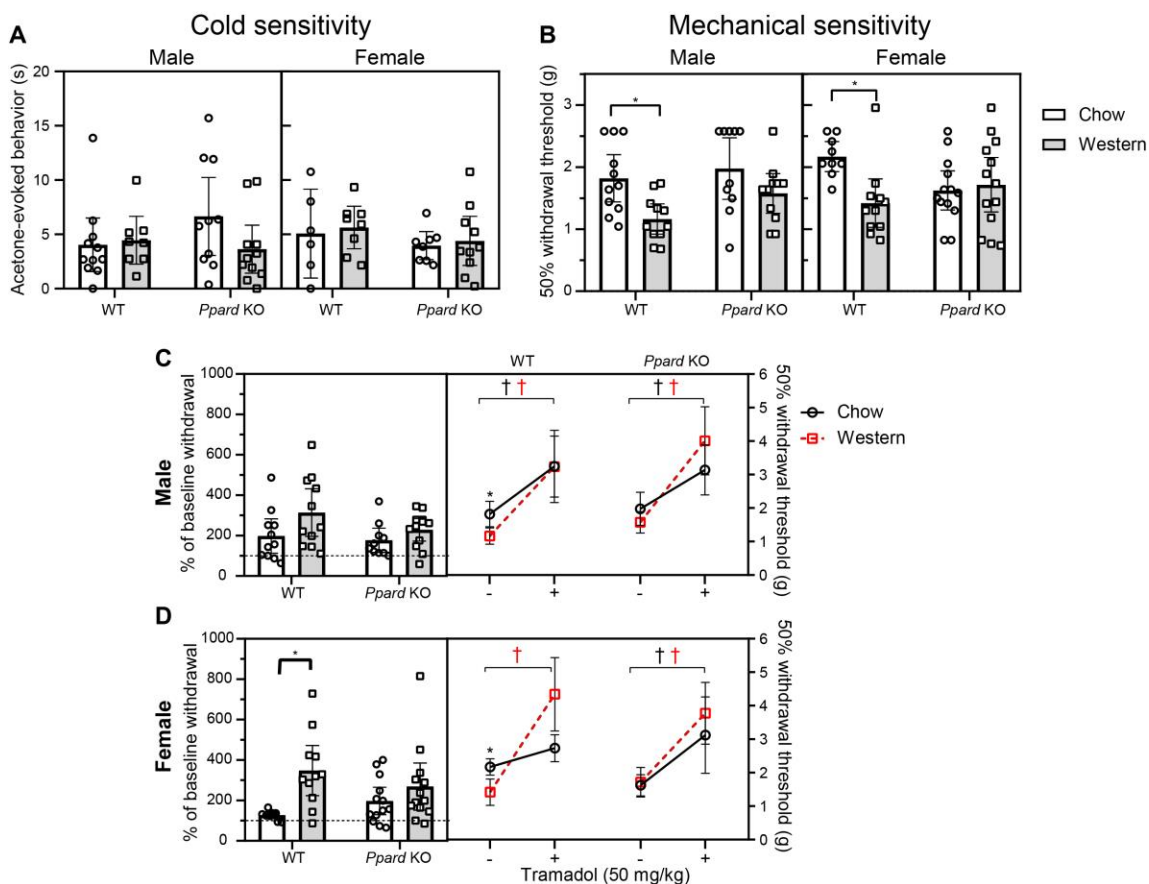 Cold sensitivity
Mechanical sensitivity
A
Male
Female
Acetone-evoked behavior (s)
20
15
10
5
0
WT
Ppard KO
WT
Ppard KO
B
Male
Female
50% withdrawal threshold (g)
3
2
1
0
*
*
WT
Ppard KO
WT
Ppard KO
Chow
Western
C
Male
% of baseline withdrawal
1000
800
600
400
200
0
WT
Ppard KO
WT
Ppard KO
† †
† †
*
- +
- +
6
5
4
3
2
1
0
50% withdrawal threshold (g)
Chow
Western
D
Female
% of baseline withdrawal
1000
800
600
400
200
0
*
WT
Ppard KO
†
† †
*
- +
- +
6
5
4
3
2
1
0
50% withdrawal threshold (g)
Tramadol (50 mg/kg)